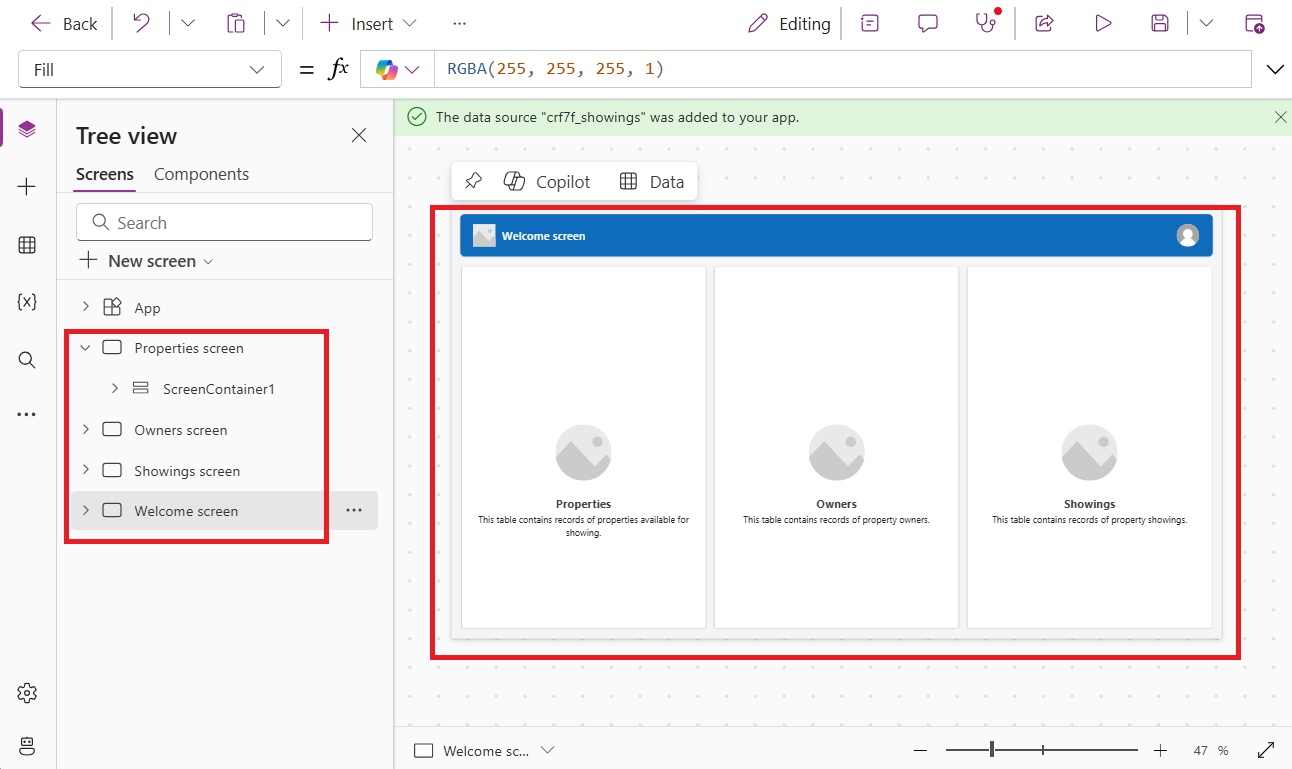 Back
Insert
Editing
Fill
= fx
RGBA(255, 255, 255, 1)
Tree view
Screens Components
Search
New screen
App
Properties screen
ScreenContainer1
Owners screen
Showings screen
Welcome screen
The data source "crf7f_showings" was added to your app.
Copilot Data
Welcome screen
Properties
This table contains records of properties available for
showing.
Owners
This table contains records of property owners.
Showings
This table contains records of property showings.
Welcome sc...
47 %